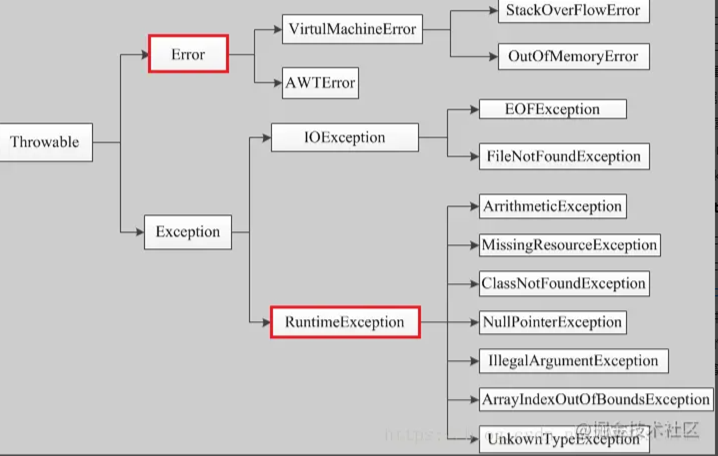 StackOverFlowError
VirtulMachineError
Error
OutOfMemoryError
AWTError
EOFException
IOException
Throwable
FileNotFoundException
ArrithmeticException
Exception
MissingResourceException
ClassNotFoundException
RuntimeException
NullPointerException
IllegalArgumentException
ArrayIndexOutOfBoundsException
UnkownTypeException
@掘金技术社区